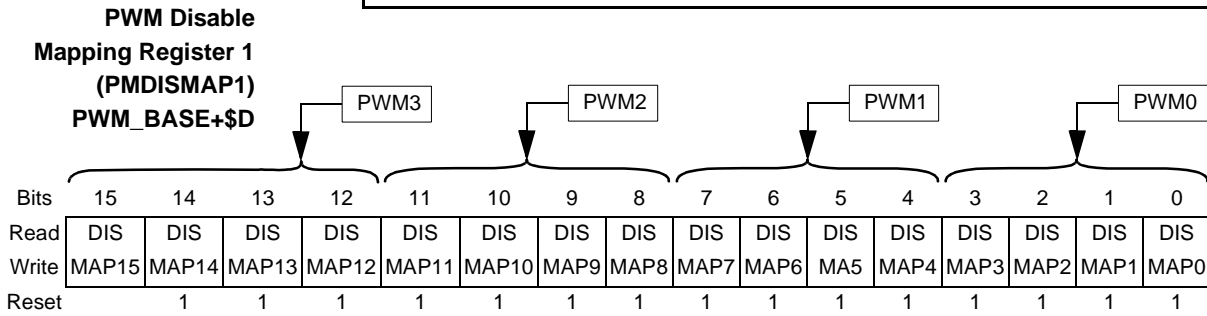 PWM Disable
Mapping Register 1
(PMDISMAP1)
PWM_BASE+$D
PWM3 PWM2 PWM1 PWM0
Bits 15 14 13 12 11 10 9 8 7 6 5 4 3 2 1 0
Read DIS DIS DIS DIS DIS DIS DIS DIS DIS DIS DIS DIS DIS DIS DIS DIS
Write MAP15 MAP14 MAP13 MAP12 MAP11 MAP10 MAP9 MAP8 MAP7 MAP6 MA5 MAP4 MAP3 MAP2 MAP1 MAP0
Reset 1 1 1 1 1 1 1 1 1 1 1 1 1 1 1